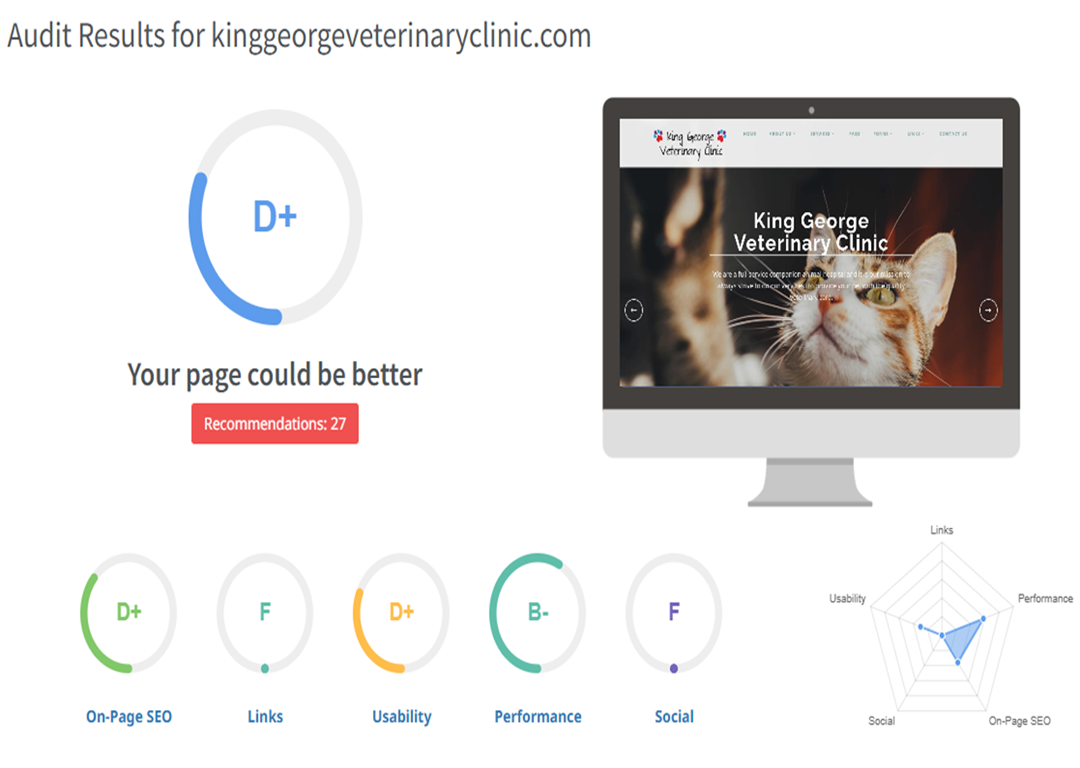 Audit Results for kinggeorgeveterinaryclinic.com
D+
Your page could be better
Recommendations: 27
King George
Veterinary Clinic
HOME ABOUT US SERVICES FORMS LINKS CONTACT US
King George
Veterinary Clinic
We are a full service companion animal hospital and it is our mission to
D+
On-Page SEO
F
Links
D+
Usability
B-
Performance
F
Social
Links
Usability
Performance
Social
On-Page SEO